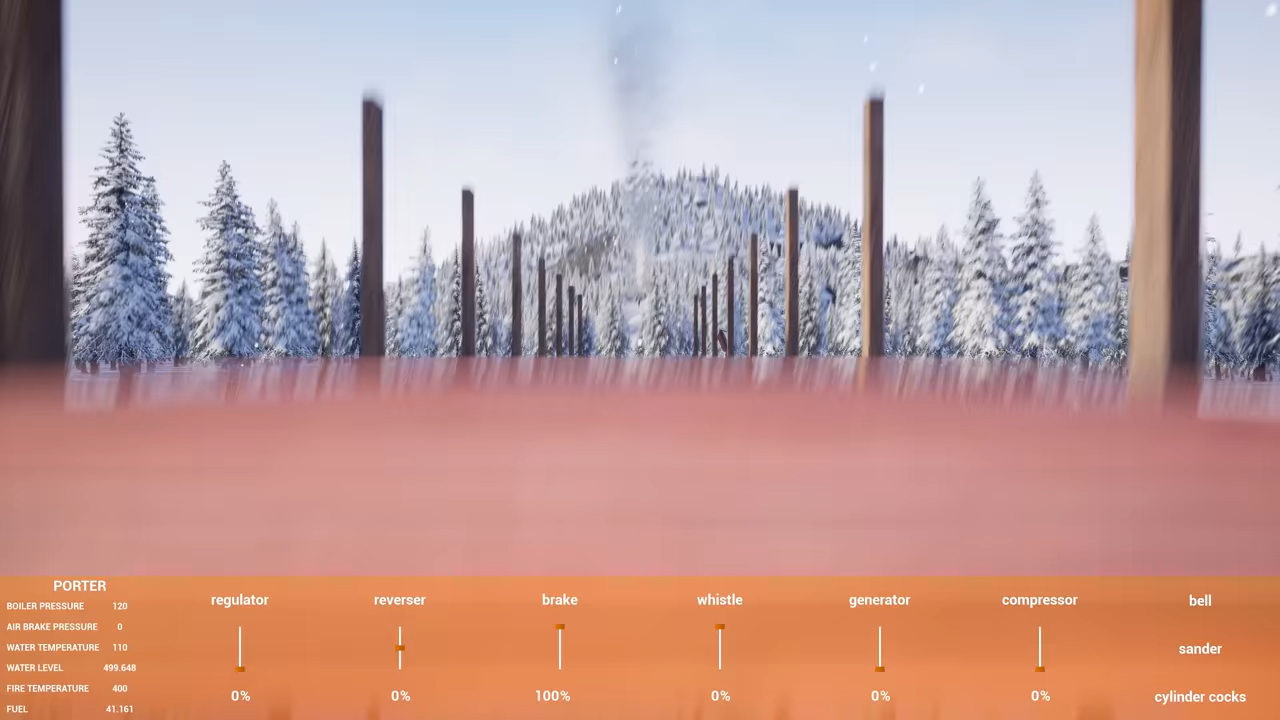 PORTER
BOILER PRESSURE 120
AIR BRAKE PRESSURE 0
WATER TEMPERATURE 110
WATER LEVEL 499.648
FIRE TEMPERATURE 400
FUEL 41.161
regulator reverser brake whistle generator compressor bell
sander
0% 0% 100% 0% 0% 0% cylinder cocks